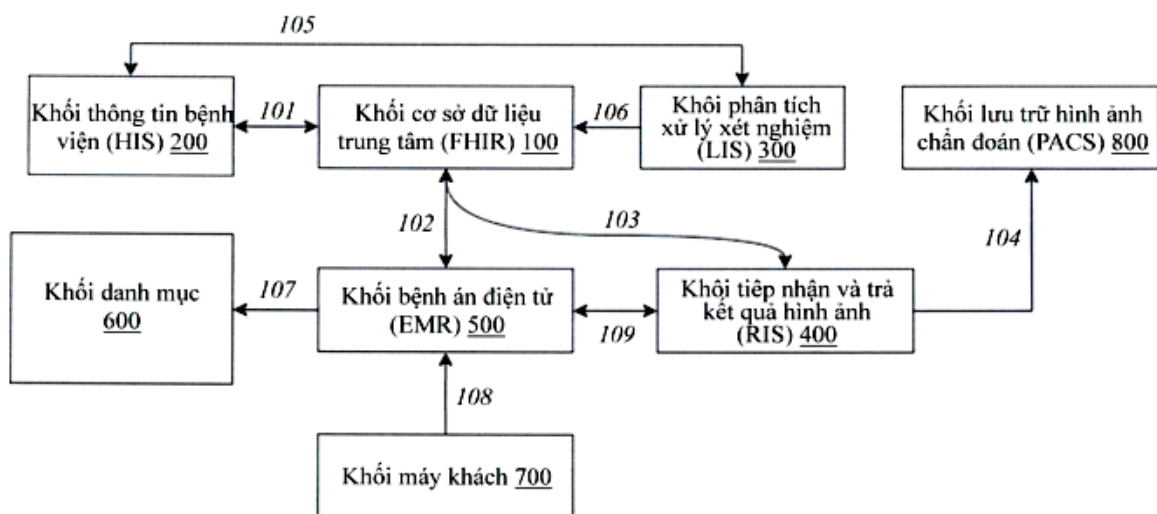 105
Khối thông tin bệnh
viện (HIS) 200
101
Khối cơ sở dữ liệu
trung tâm (FHIR) 100
106
Khôi phân tích
xử lý xét nghiệm
(LIS) 300
Khối lưu trữ hình ảnh
chẩn đoán (PACS) 800
102
103
104
Khối danh mục
600
107
Khối bệnh án điện tử
(EMR) 500
109
Khôi tiêp nhận và trả
kết quả hình ảnh
(RIS) 400
108
Khối máy khách 700